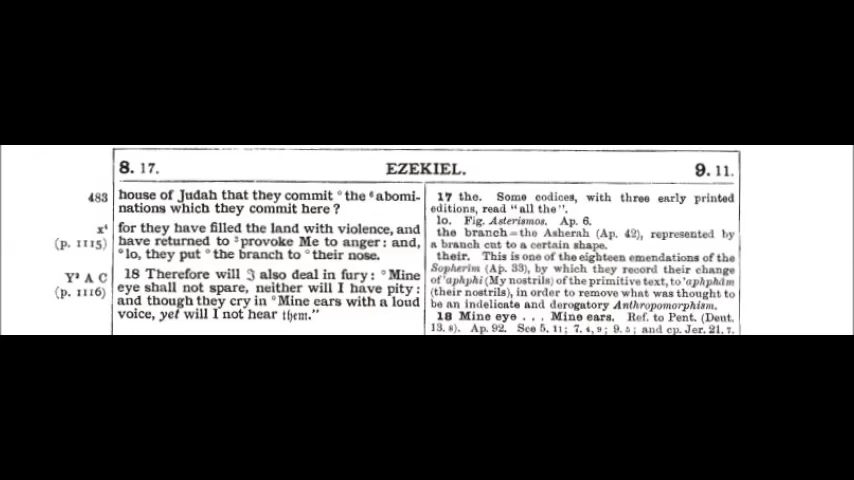 8. 17. EZEKIEL. 9. 11.
483 house of Judah that they commit °the ⁶abomi-
nations which they commit here?
x⁴ for they have filled the land with violence, and
(p. 1115) have returned to ³provoke Me to anger: and,
°lo, they put °the branch to °their nose.
Y² A C 18 Therefore will I also deal in fury: °Mine
(p. 1116) eye shall not spare, neither will I have pity:
and though they cry in °Mine ears with a loud
voice, yet will I not hear them."
17 the. Some codices, with three early printed
editions, read "all the".
lo. Fig. Asterismos. Ap. 6.
the branch = the Asherah (Ap. 42), represented by
a branch cut to a certain shape.
their. This is one of the eighteen emendations of the
Sopherim (Ap. 33), by which they record their change
of 'aphphi (My nostrils) of the primitive text, to 'aphphām
(their nostrils), in order to remove what was thought to
be an indelicate and derogatory Anthropomorphism.
18 Mine eye . . . Mine ears. Ref. to Pent. (Deut.
13. 8). Ap. 92. See 5. 11; 7. 4, 9; 9. 5; and cp. Jer. 21. 7.